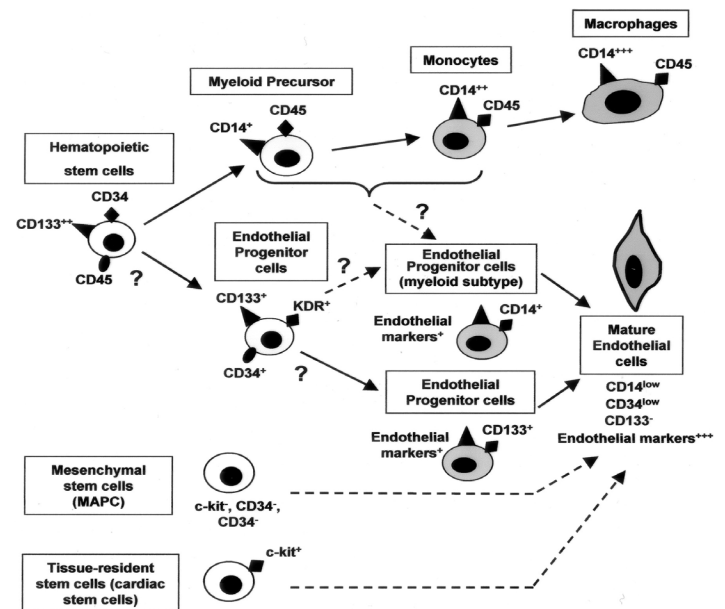 Macrophages
CD14+++
CD45
Monocytes
CD14++
CD45
Myeloid Precursor
CD45
CD14+
Hematopoietic
stem cells
CD34
CD133++
CD45
?
?
Endothelial
Progenitor
cells
?
CD133+
KDR+
CD34+
?
Endothelial
Progenitor cells
(myeloid subtype)
Endothelial
markers+
CD14+
Endothelial
Progenitor cells
Endothelial
markers+
CD133+
Mature
Endothelial
cells
CD14low
CD34low
CD133-
Endothelial markers+++
Mesenchymal
stem cells
(MAPC)
c-kit-, CD34-,
CD34-
Tissue-resident
stem cells (cardiac
stem cells)
c-kit+